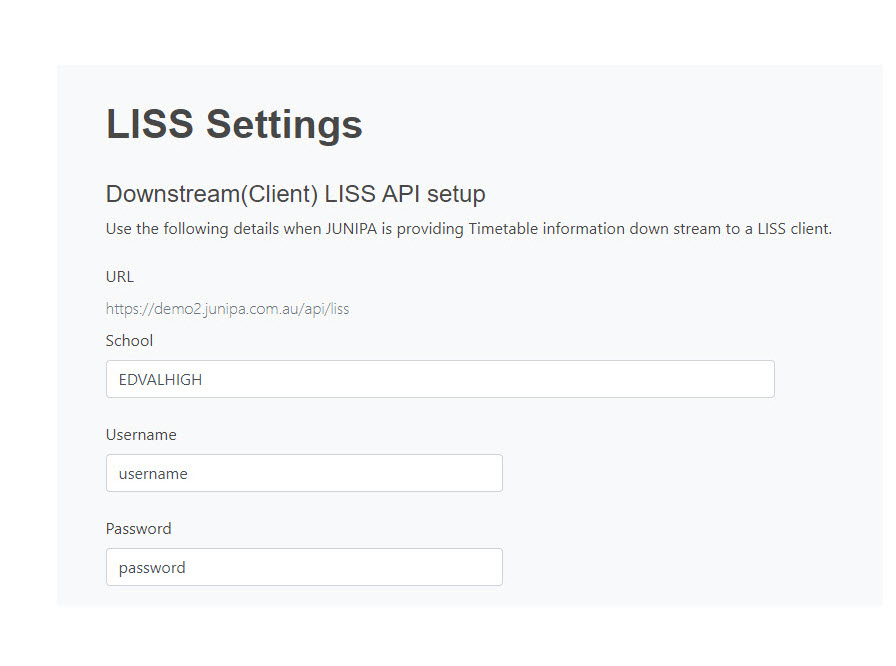 LISS Settings
Downstream(Client) LISS API setup
Use the following details when JUNIPA is providing Timetable information down stream to a LISS client.
URL
https://demo2.junipa.com.au/api/liss
School
EDVALHIGH
Username
username
Password
password